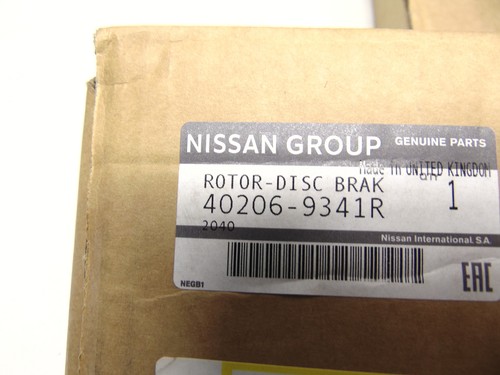 NISSAN GROUP GENUINE PARTS
Made in UNITED KINGDOM
ROTOR-DISC BRAK
QTY
1
40206-9341R
2040
Nissan International S.A.
NEGB1
EAC